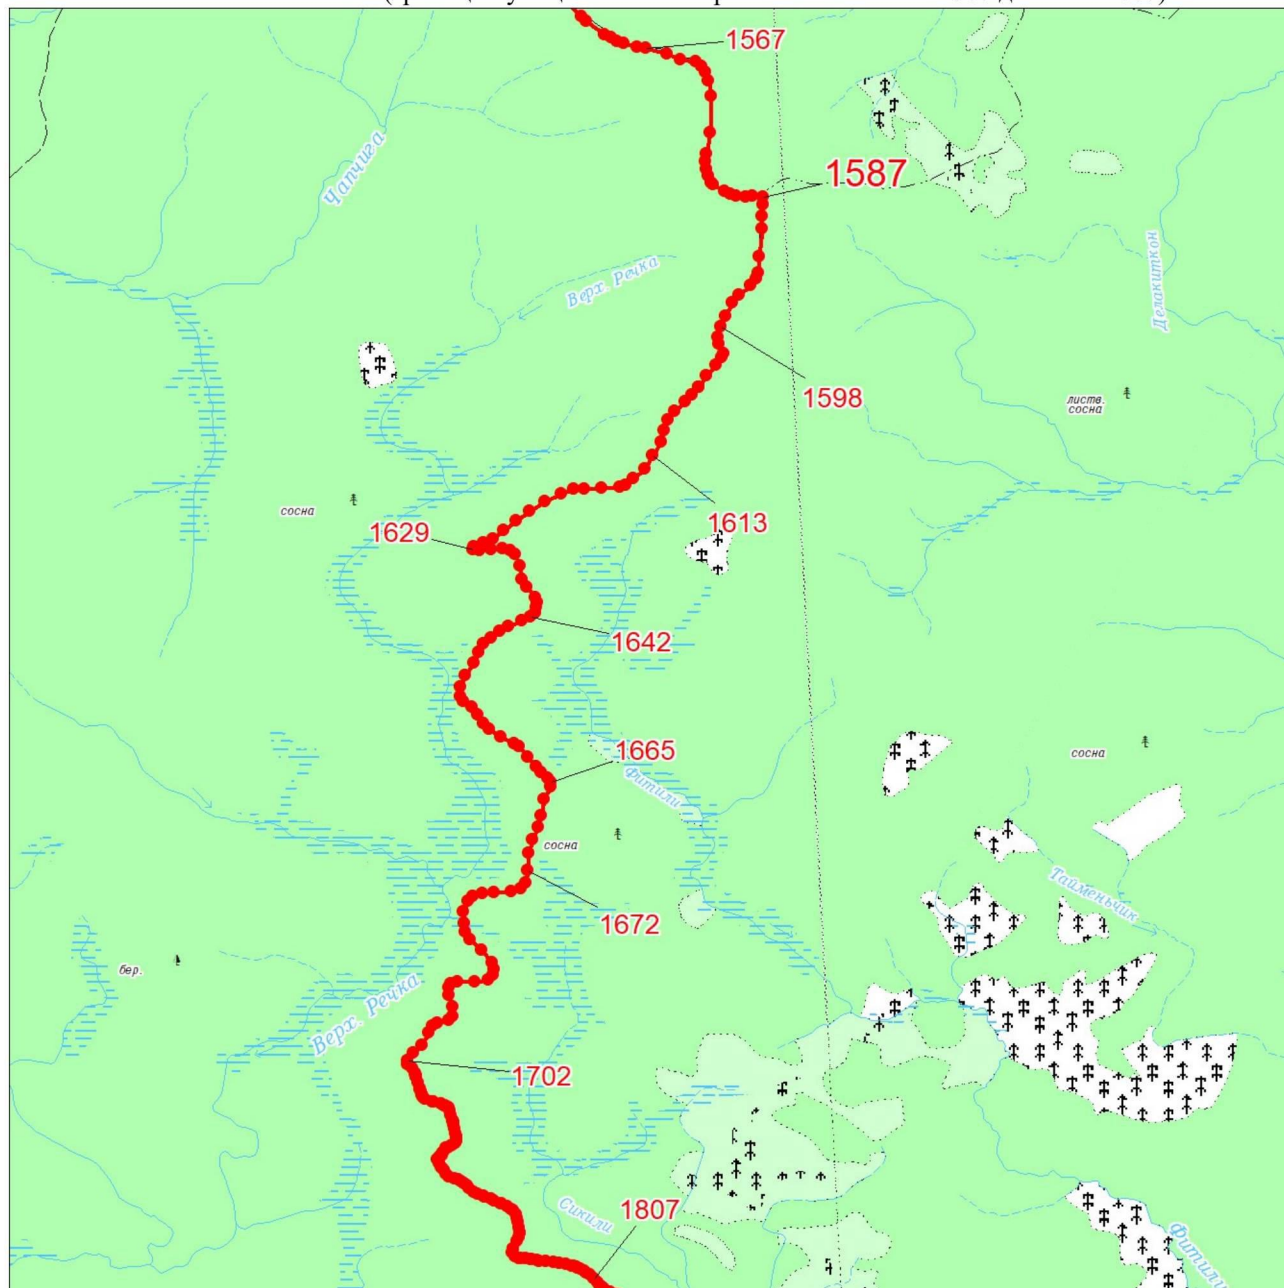 1567
1587
Чапчига
Делакиткон
Верх. Речка
1598
листв.
сосна
сосна
1613
1629
1642
1665
Фитили
сосна
сосна
Тайменьчик
1672
бер.
Верх. Речка
1702
Сикили
1807